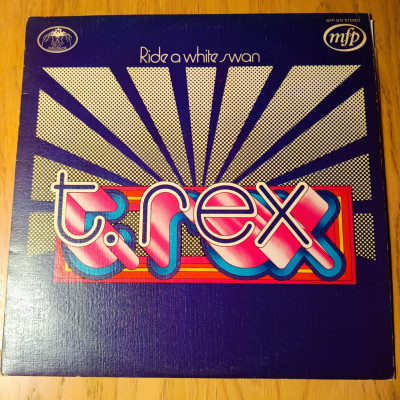 Ride a white swan
mfp
t.rex